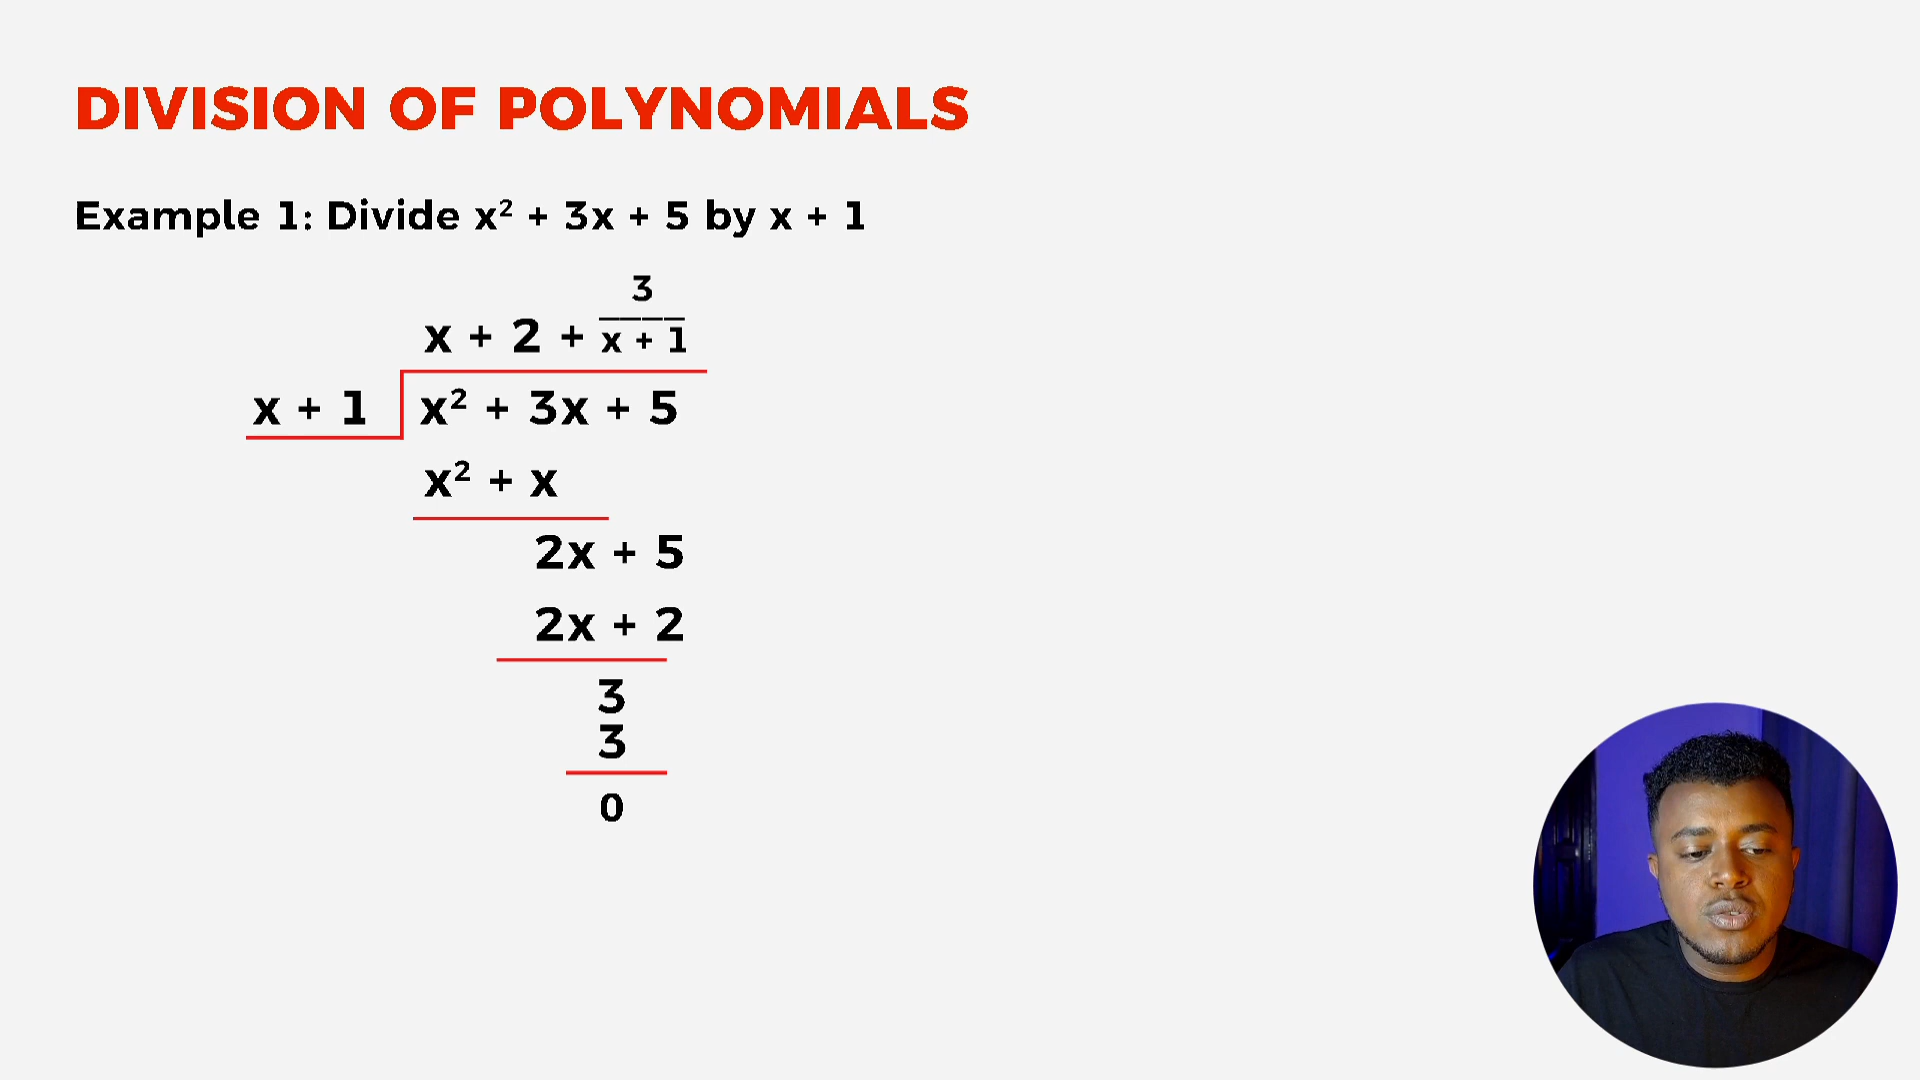 DIVISION OF POLYNOMIALS
Example 1: Divide x² + 3x + 5 by x + 1
3
____
x + 2 + x + 1
x + 1 x² + 3x + 5
x² + x
2x + 5
2x + 2
3
3
0